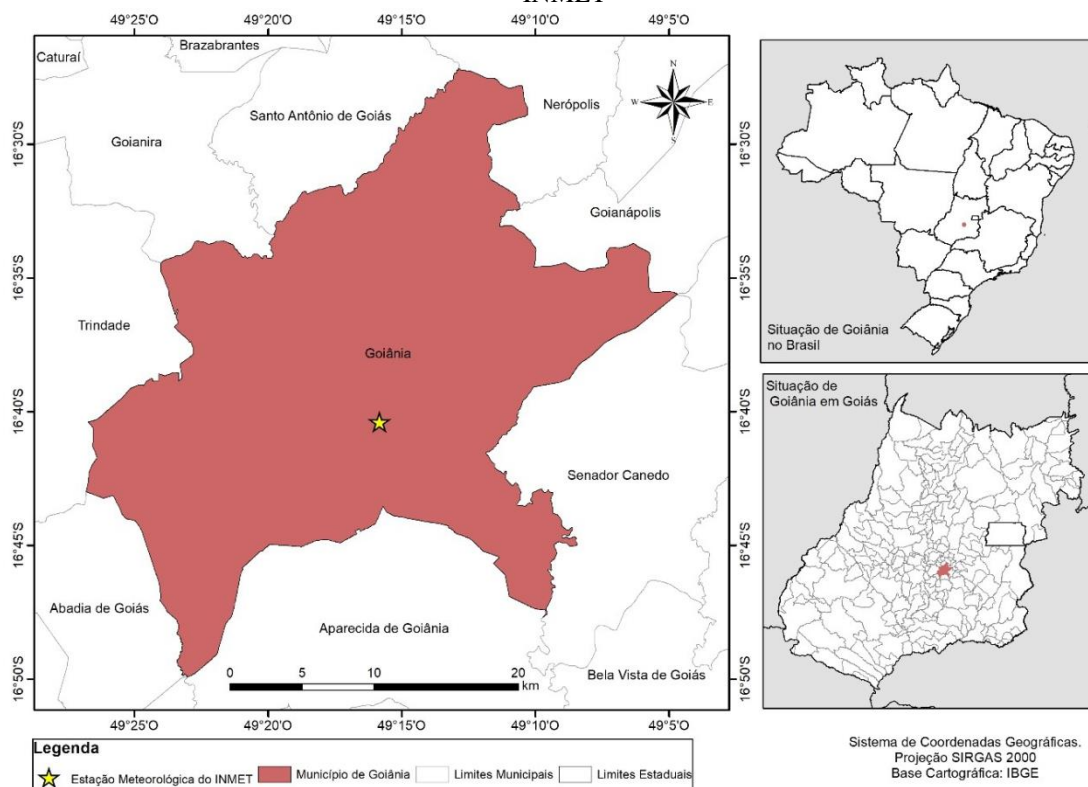 INMET
49°25'O 49°20'O 49°15'O 49°10'O 49°5'O
Caturaí
Brazabrantes
Nerópolis
Santo Antônio de Goiás
Goianira
Goianápolis
Trindade
Goiânia
Senador Canedo
Abadia de Goiás
Aparecida de Goiânia
Bela Vista de Goiás
N
W
E
S
16°30'S
16°35'S
16°40'S
16°45'S
16°50'S
16°30'S
16°35'S
16°40'S
16°45'S
16°50'S
0 5 10 20
km
49°25'O 49°20'O 49°15'O 49°10'O 49°5'O
Situação de Goiânia
no Brasil
Situação de
Goiânia em Goiás
Legenda
Estação Meteorológica do INMET Município de Goiânia Limites Municipais Limites Estaduais
Sistema de Coordenadas Geográficas.
Projeção SIRGAS 2000
Base Cartográfica: IBGE